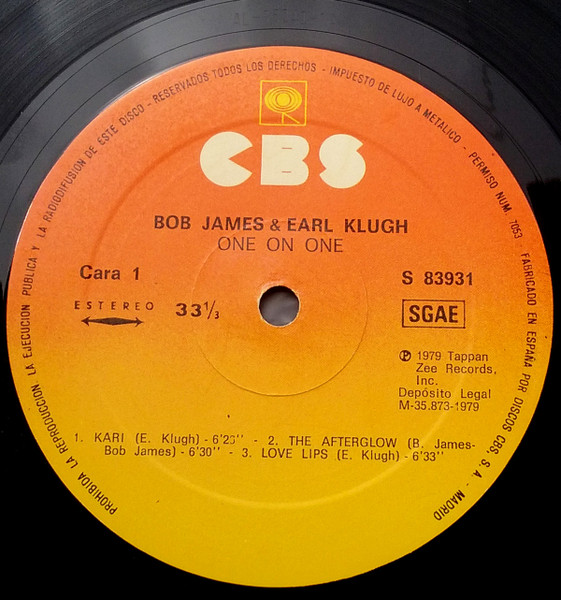 PROHIBIDA LA REPRODUCCION, LA EJECUCION PUBLICA Y LA RADIODIFUSION DE ESTE DISCO - RESERVADOS TODOS LOS DERECHOS - IMPUESTO DE LUJO A METALICO - PERMISO NUM. 7053
FABRICADO EN ESPAÑA POR DISCOS CBS, S. A - MADRID
CBS
BOB JAMES & EARL KLUGH
ONE ON ONE
Cara 1
S 83931
ESTEREO
33 1/3
SGAE
Ⓟ 1979 Tappan
Zee Records,
Inc.
Depósito Legal
M-35.873-1979
1. KARI (E. Klugh) - 6'23'' - 2. THE AFTERGLOW (B. James-
Bob James) - 6'30'' - 3. LOVE LIPS (E. Klugh) - 6'33''